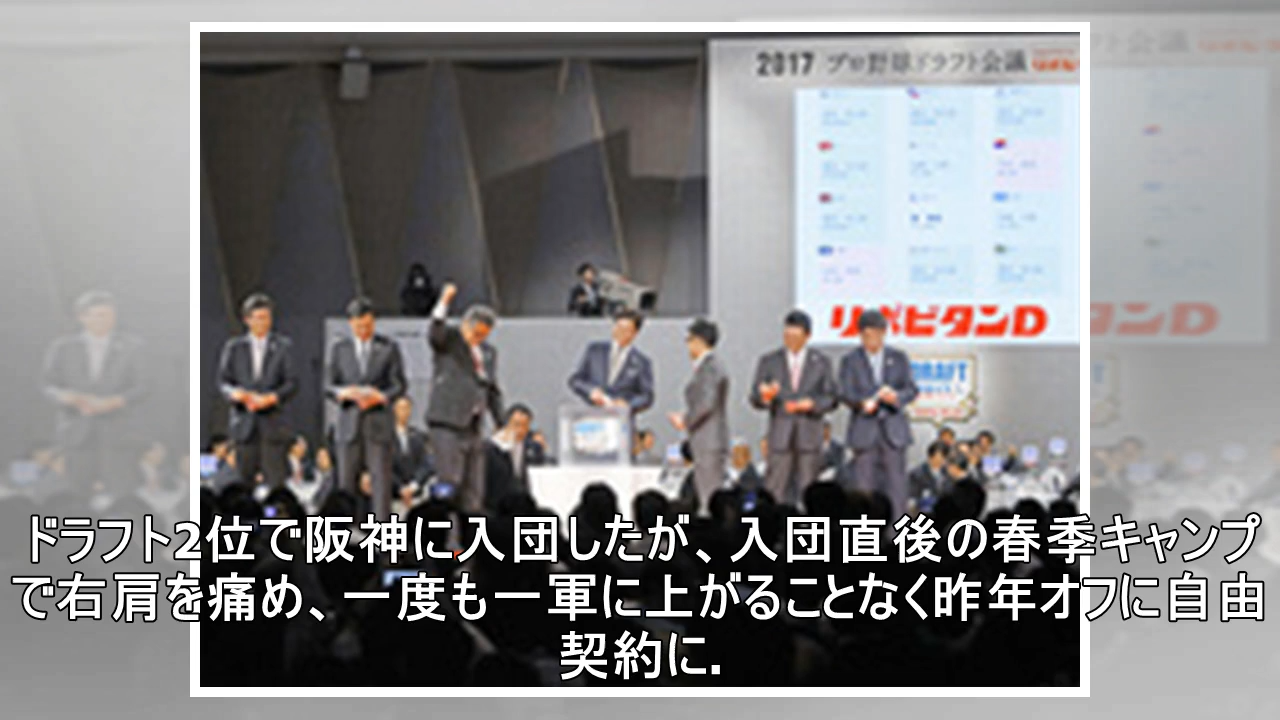 2017 プロ野球ドラフト会議
リポビタンD
DRAFT
ドラフト2位で阪神に入団したが、入団直後の春季キャンプ
で右肩を痛め、一度も一軍に上がることなく昨年オフに自由
契約に.